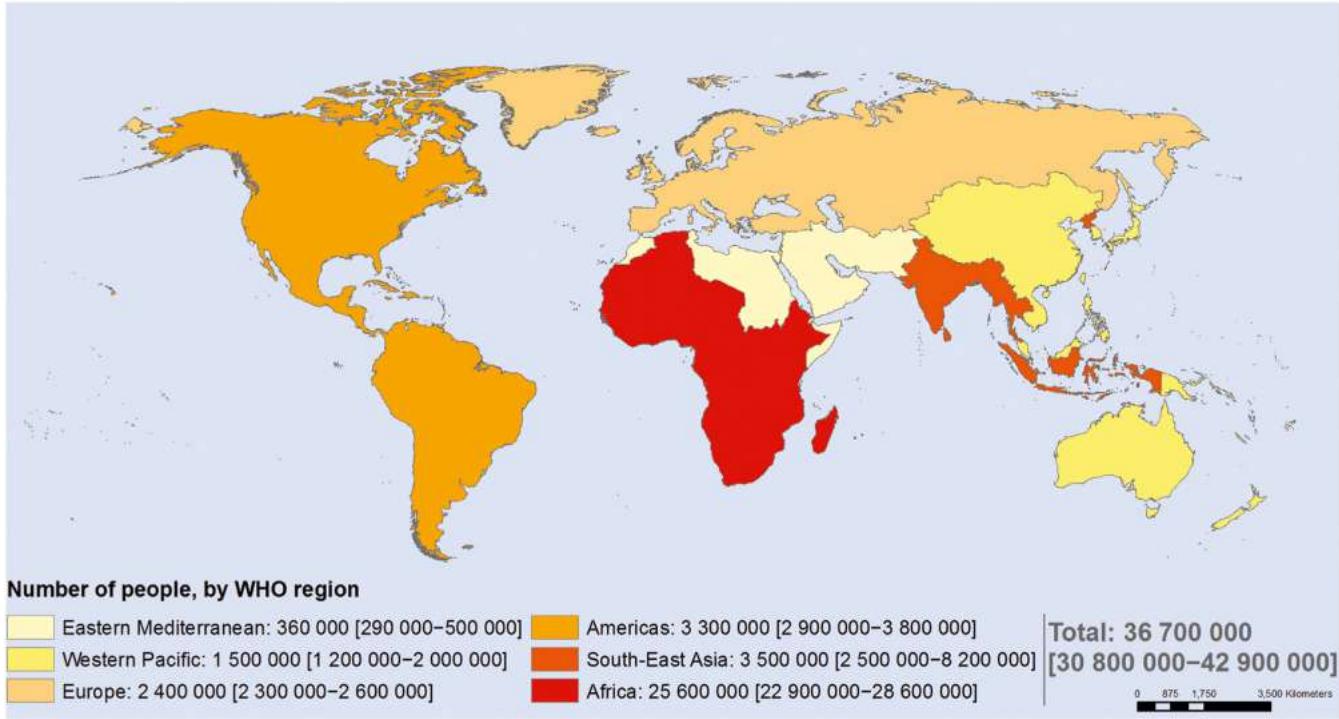 Number of people, by WHO region
Eastern Mediterranean: 360 000 [290 000–500 000]
Western Pacific: 1 500 000 [1 200 000–2 000 000]
Europe: 2 400 000 [2 300 000–2 600 000]
Americas: 3 300 000 [2 900 000–3 800 000]
South-East Asia: 3 500 000 [2 500 000–8 200 000]
Africa: 25 600 000 [22 900 000–28 600 000]
Total: 36 700 000
[30 800 000–42 900 000]
0 875 1,750 3,500 Kilometers